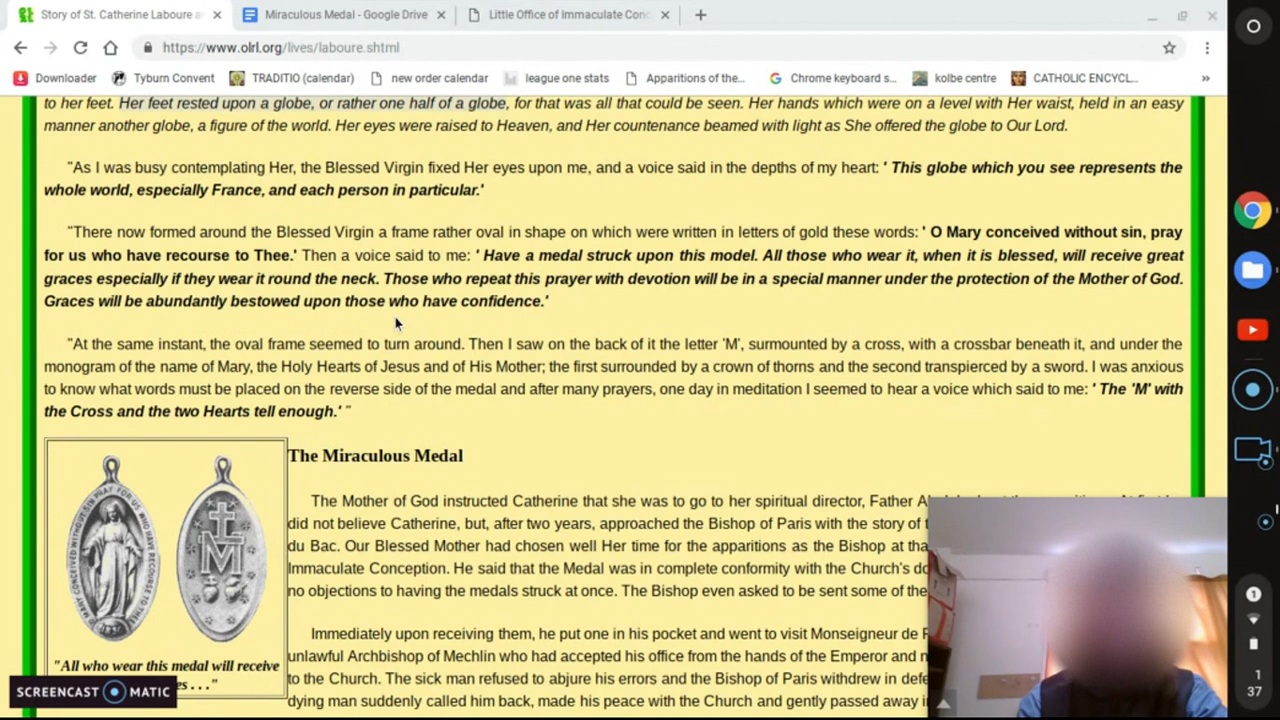 Story of St. Catherine Laboure a
Miraculous Medal - Google Drive
Little Office of Immaculate Con
https://www.olrl.org/lives/laboure.shtml
Downloader
Tyburn Convent
TRADITIO (calendar)
new order calendar
league one stats
Apparitions of the...
Chrome keyboard s...
kolbe centre
CATHOLIC ENCYCL...
to her feet. Her feet rested upon a globe, or rather one half of a globe, for that was all that could be seen. Her hands which were on a level with Her waist, held in an easy
manner another globe, a figure of the world. Her eyes were raised to Heaven, and Her countenance beamed with light as She offered the globe to Our Lord.
"As I was busy contemplating Her, the Blessed Virgin fixed Her eyes upon me, and a voice said in the depths of my heart: ' This globe which you see represents the
whole world, especially France, and each person in particular.'
"There now formed around the Blessed Virgin a frame rather oval in shape on which were written in letters of gold these words: ' O Mary conceived without sin, pray
for us who have recourse to Thee.' Then a voice said to me: ' Have a medal struck upon this model. All those who wear it, when it is blessed, will receive great
graces especially if they wear it round the neck. Those who repeat this prayer with devotion will be in a special manner under the protection of the Mother of God.
Graces will be abundantly bestowed upon those who have confidence.'
"At the same instant, the oval frame seemed to turn around. Then I saw on the back of it the letter 'M', surmounted by a cross, with a crossbar beneath it, and under the
monogram of the name of Mary, the Holy Hearts of Jesus and of His Mother; the first surrounded by a crown of thorns and the second transpierced by a sword. I was anxious
to know what words must be placed on the reverse side of the medal and after many prayers, one day in meditation I seemed to hear a voice which said to me: ' The 'M' with
the Cross and the two Hearts tell enough.' "
The Miraculous Medal
The Mother of God instructed Catherine that she was to go to her spiritual director, Father
did not believe Catherine, but, after two years, approached the Bishop of Paris with the story of
du Bac. Our Blessed Mother had chosen well Her time for the apparitions as the Bishop at
Immaculate Conception. He said that the Medal was in complete conformity with the Church's
no objections to having the medals struck at once. The Bishop even asked to be sent some of the
Immediately upon receiving them, he put one in his pocket and went to visit Monseigneur de
unlawful Archbishop of Mechlin who had accepted his office from the hands of the Emperor and
to the Church. The sick man refused to abjure his errors and the Bishop of Paris withdrew in
dying man suddenly called him back, made his peace with the Church and gently passed away
"All who wear this medal will receive
. . ."
SCREENCAST MATIC
1
1
37